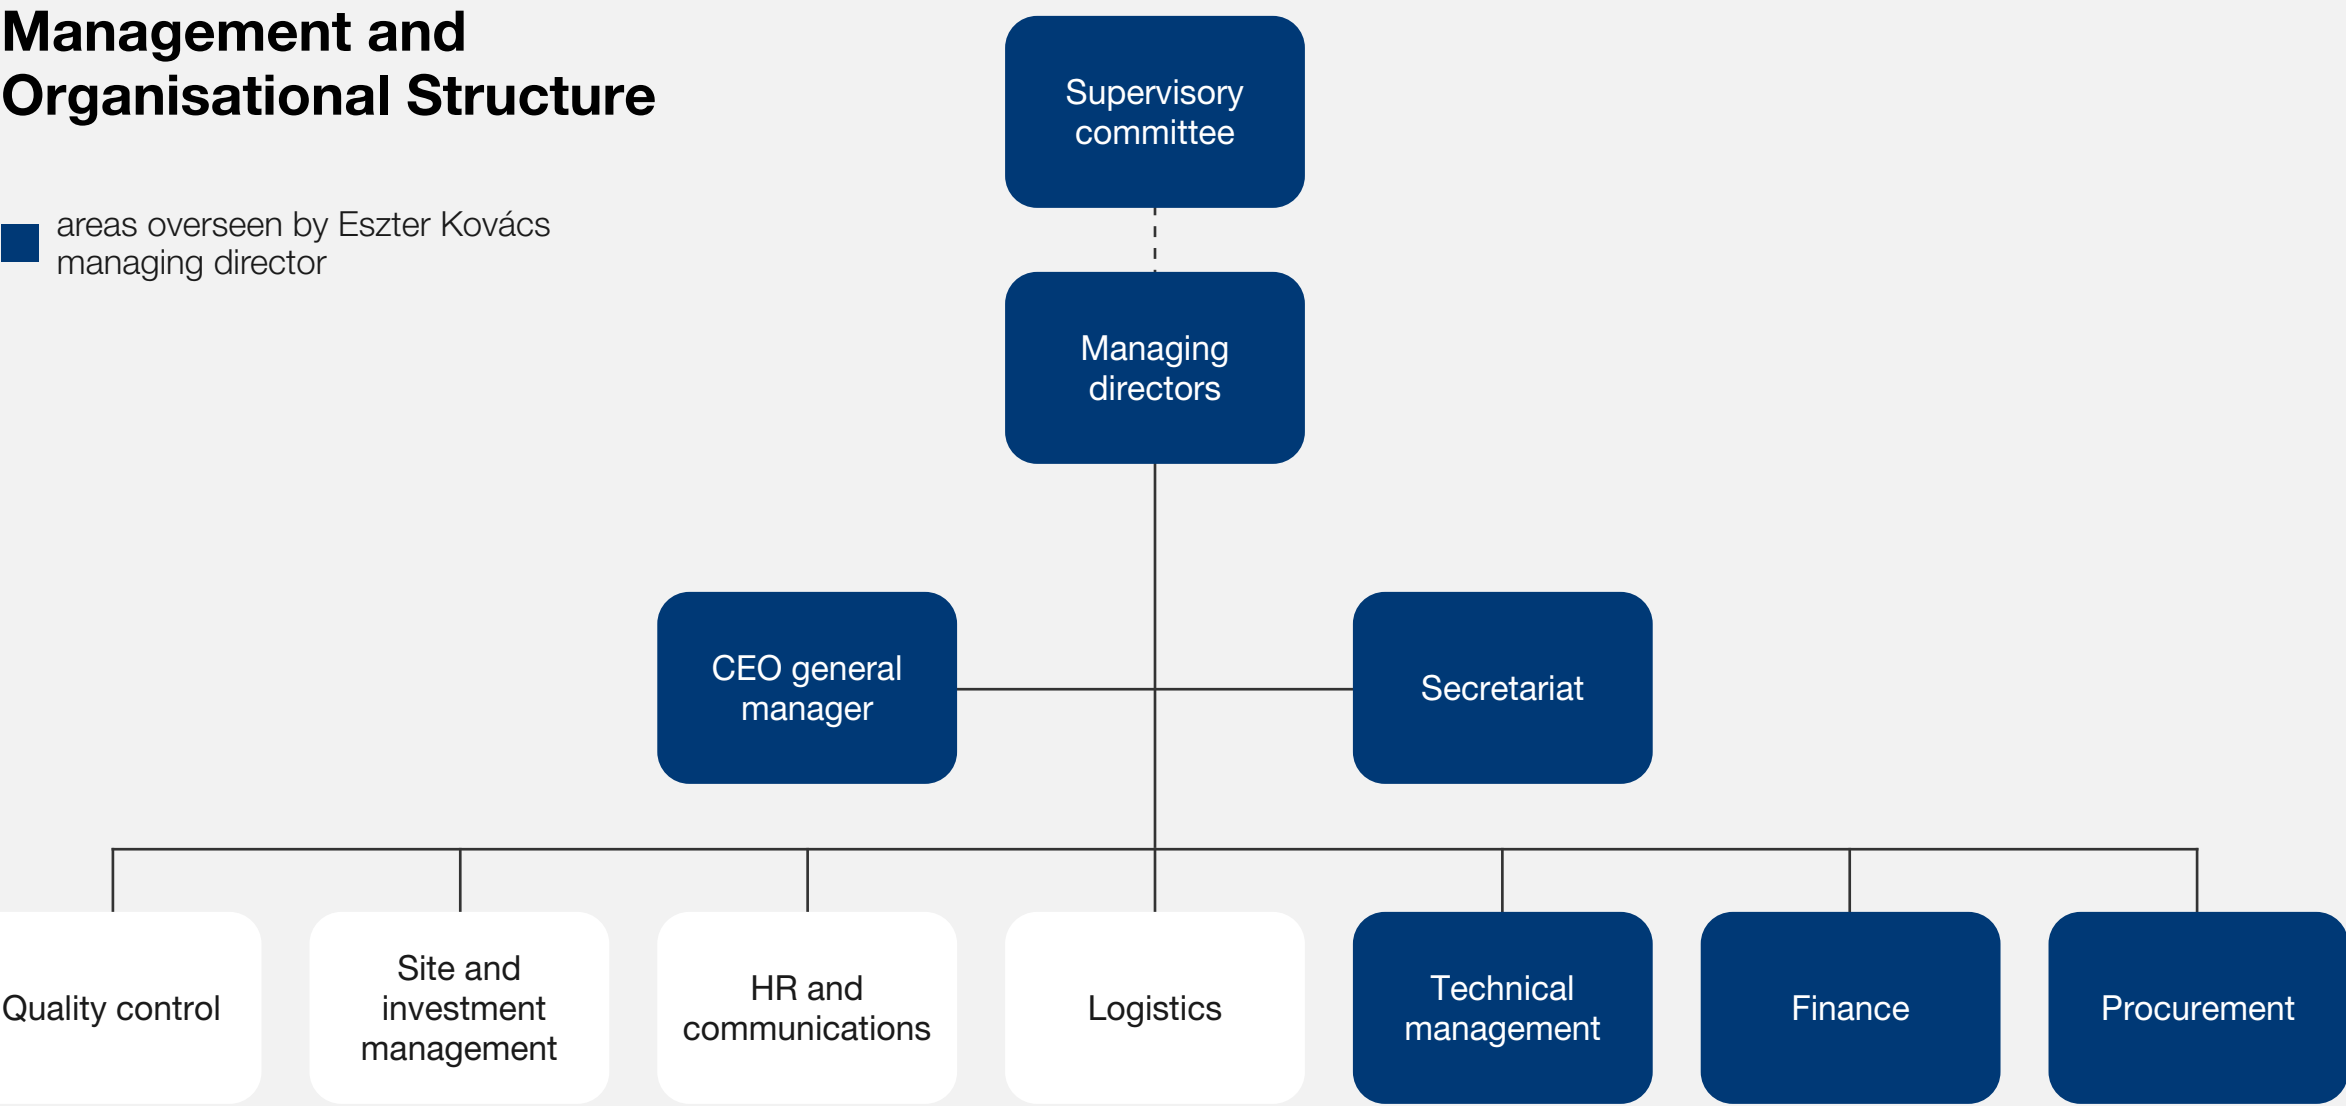 Management and
Organisational Structure
areas overseen by Eszter Kovács
managing director
Supervisory
committee
Managing
directors
CEO general
manager
Secretariat
Quality control
Site and
investment
management
HR and
communications
Logistics
Technical
management
Finance
Procurement